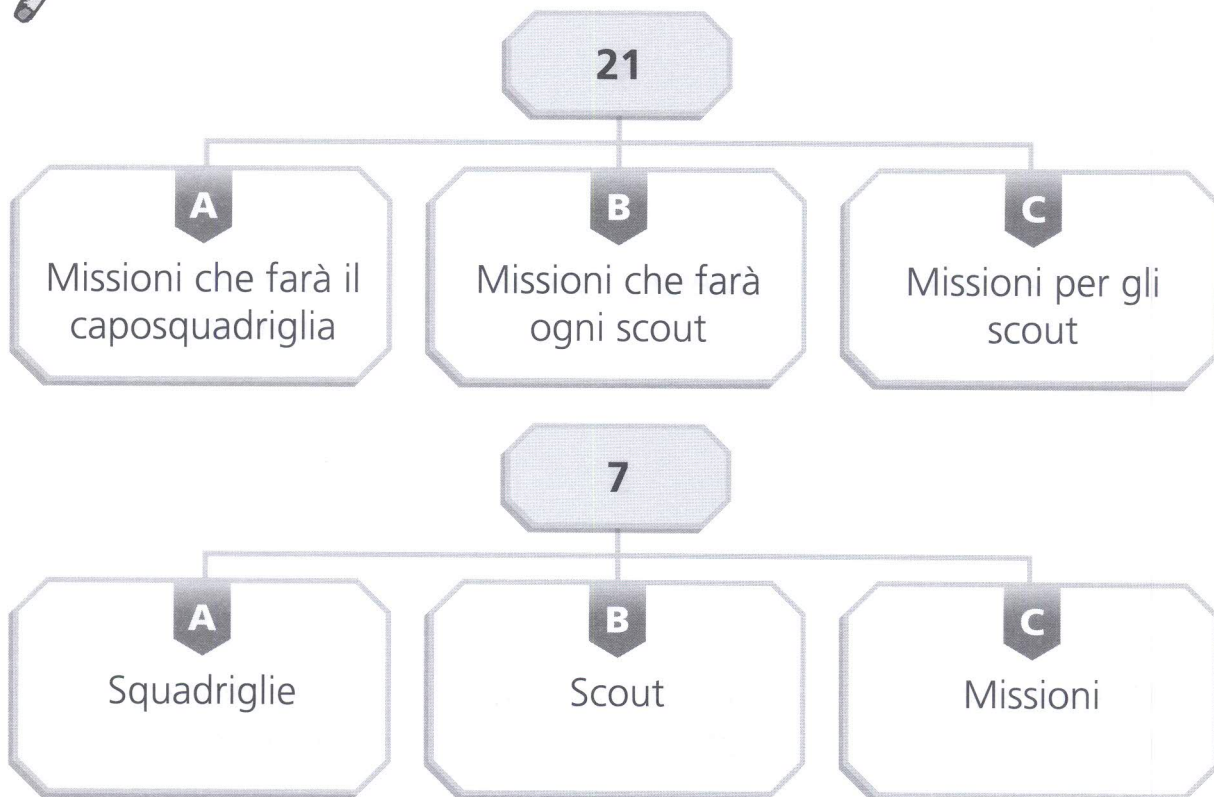 21
A
Missioni che farà il
caposquadriglia
B
Missioni che farà
ogni scout
C
Missioni per gli
scout
7
A
Squadriglie
B
Scout
C
Missioni